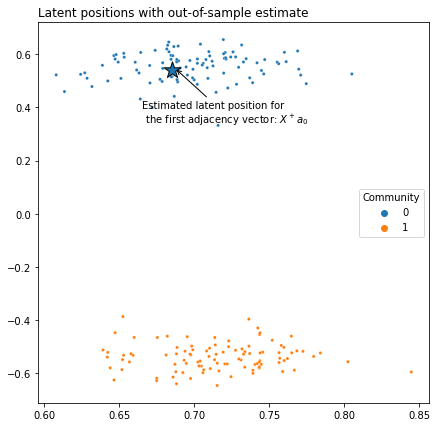 Latent positions with out-of-sample estimate
0.6
0.4
0.2
0.0
−0.2
−0.4
−0.6
Estimated latent position for
the first adjacency vector: X⁺a₀
Community
0
1
0.60 0.65 0.70 0.75 0.80 0.85